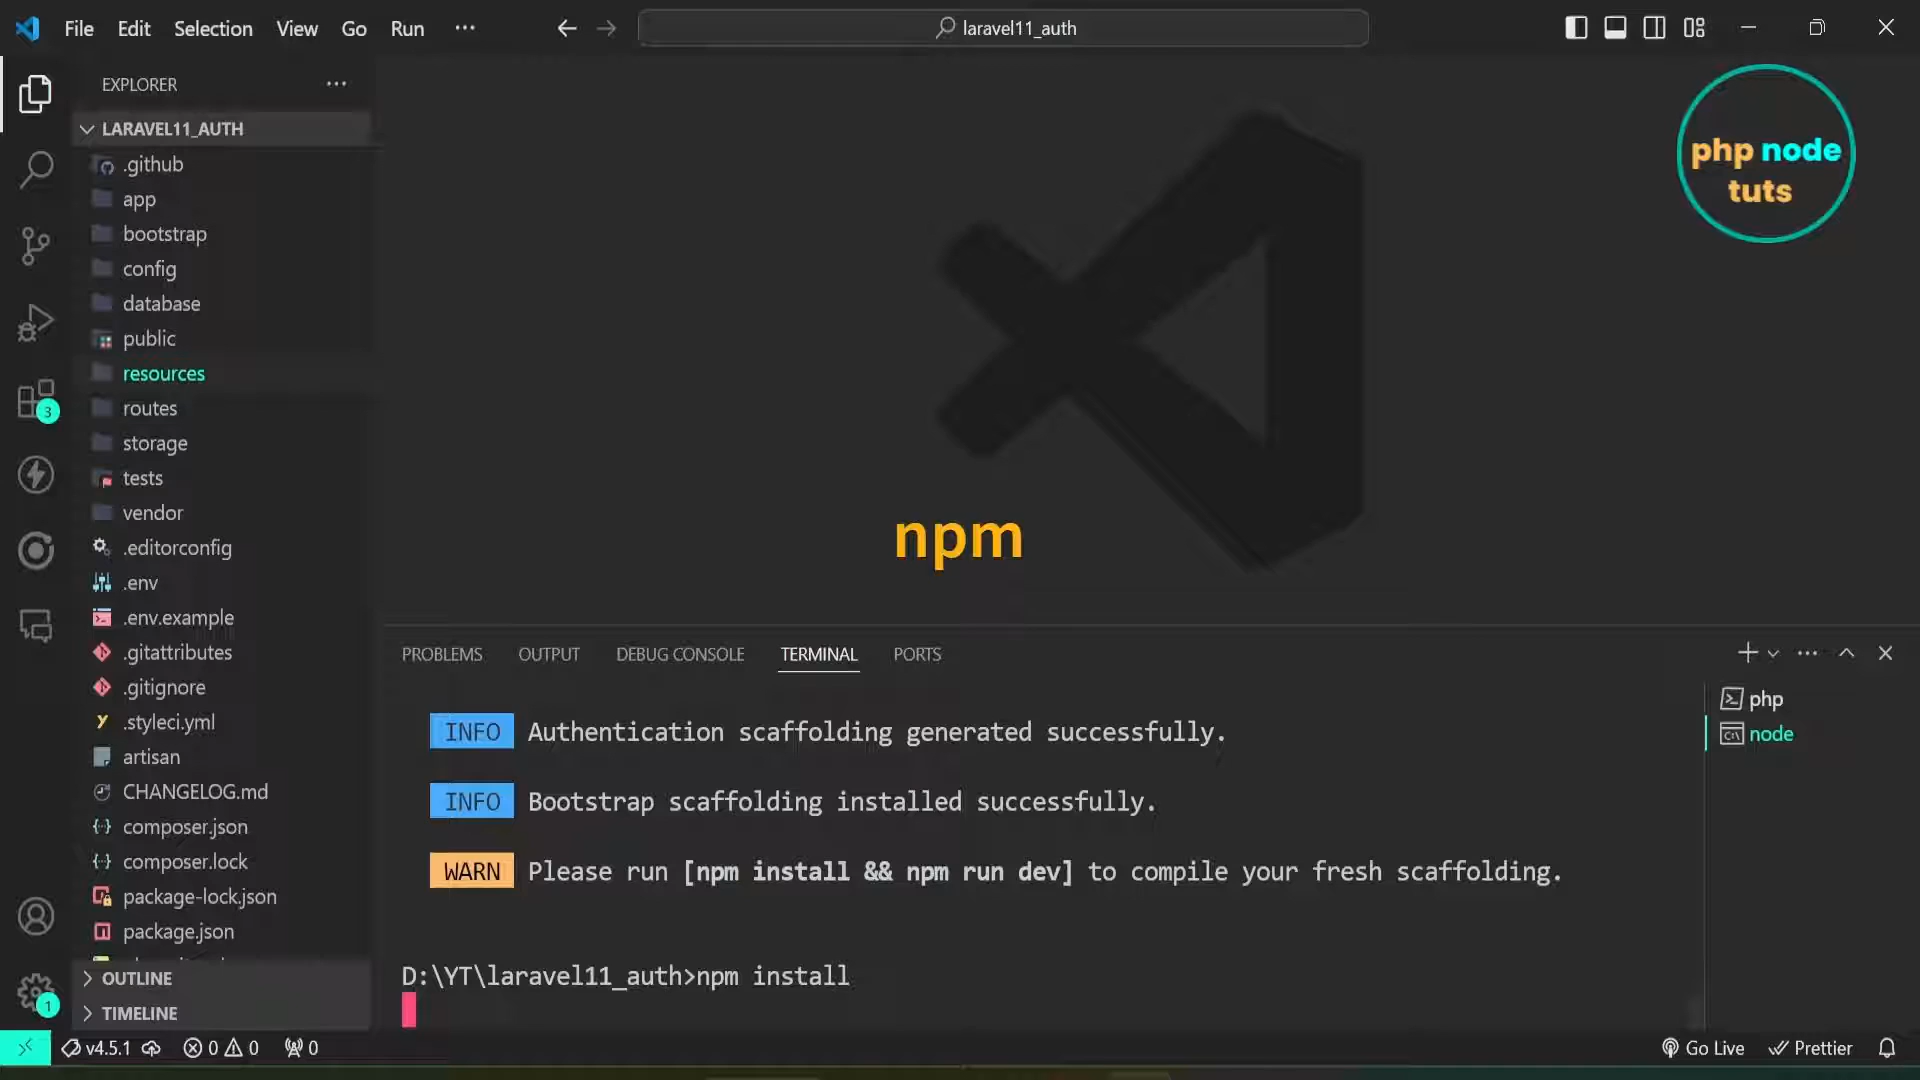 File Edit Selection View Go Run ··· laravel11_auth
EXPLORER ···
php node
tuts
LARAVEL11_AUTH
.github
app
bootstrap
config
database
public
resources
routes
storage
tests
vendor
.editorconfig
.env
.env.example
.gitattributes
.gitignore
.styleci.yml
artisan
CHANGELOG.md
composer.json
composer.lock
package-lock.json
package.json
OUTLINE
TIMELINE
3
1
npm
PROBLEMS OUTPUT DEBUG CONSOLE TERMINAL PORTS
php
node
INFO Authentication scaffolding generated successfully.
INFO Bootstrap scaffolding installed successfully.
WARN Please run [npm install && npm run dev] to compile your fresh scaffolding.
D:\YT\laravel11_auth>npm install
v4.5.1 0 0 0 Go Live Prettier